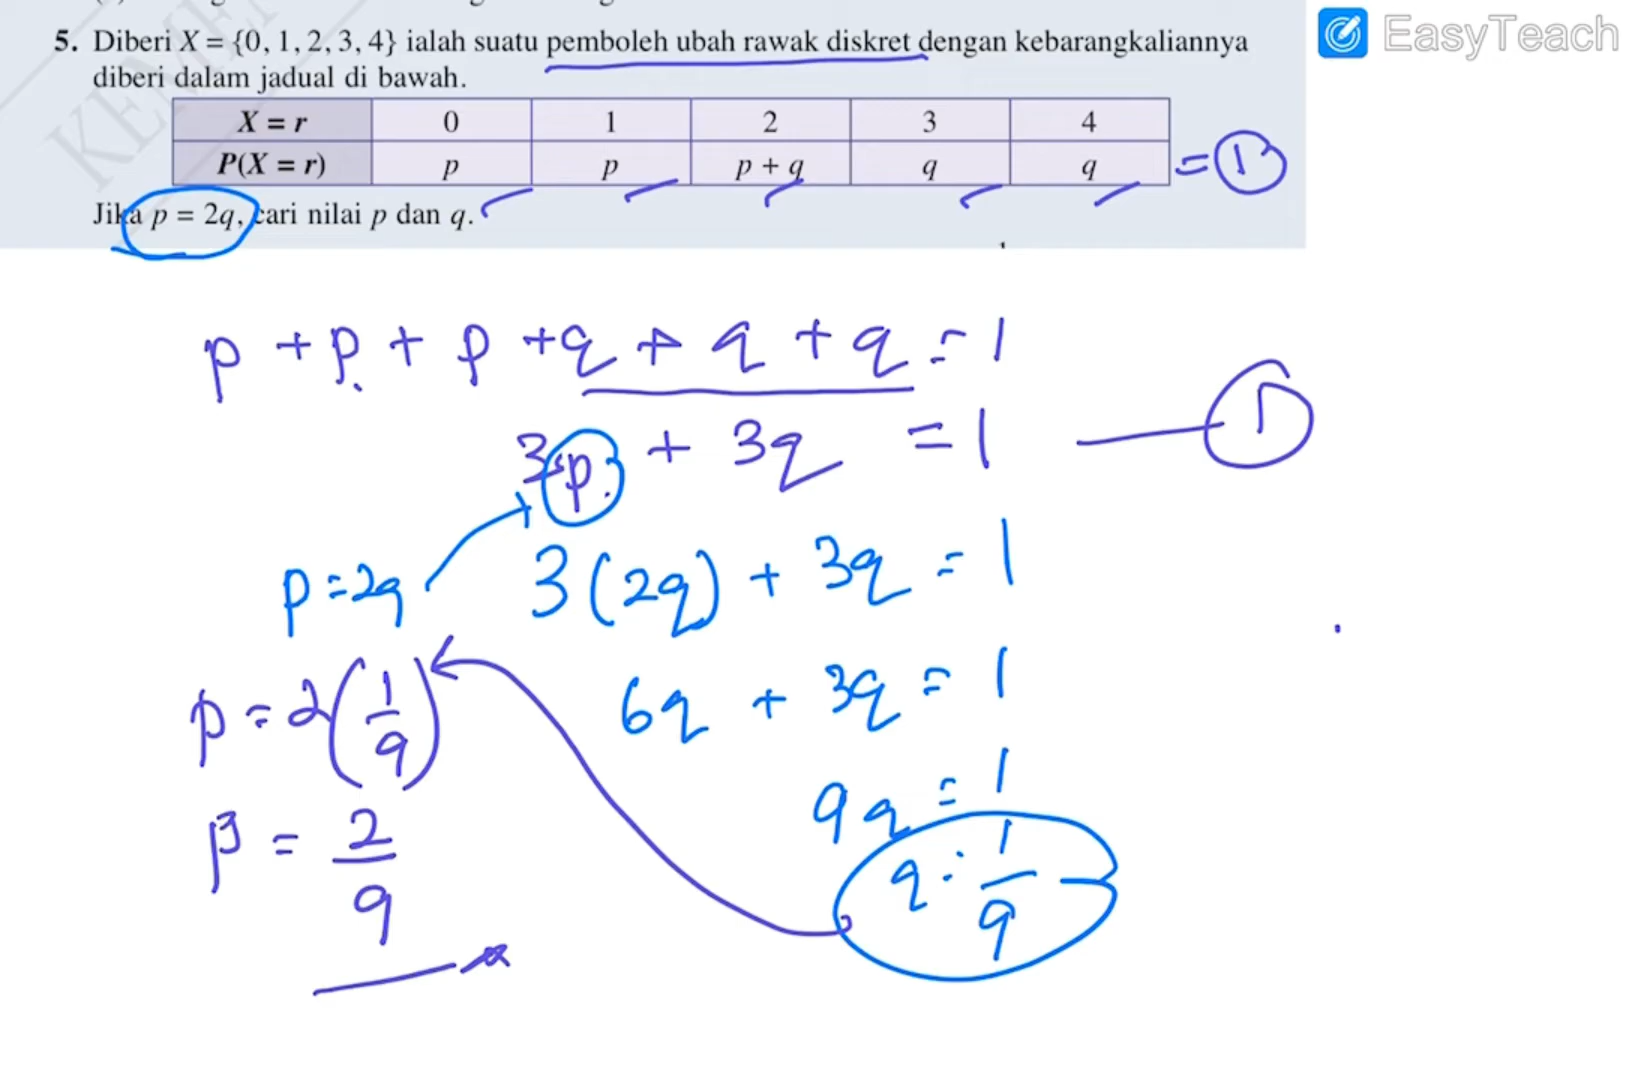 EasyTeach
5. Diberi X = {0, 1, 2, 3, 4} ialah suatu pemboleh ubah rawak diskret dengan kebarangkaliannya
diberi dalam jadual di bawah.
X = r 0 1 2 3 4
P(X = r) p p p + q q q = 1
Jika p = 2q, cari nilai p dan q.
p + p + p + q + q + q = 1
3p + 3q = 1 — 1
p = 2q 3(2q) + 3q = 1
6q + 3q = 1
p = 2(1/9)
9q = 1
p = 2/9
q = 1/9